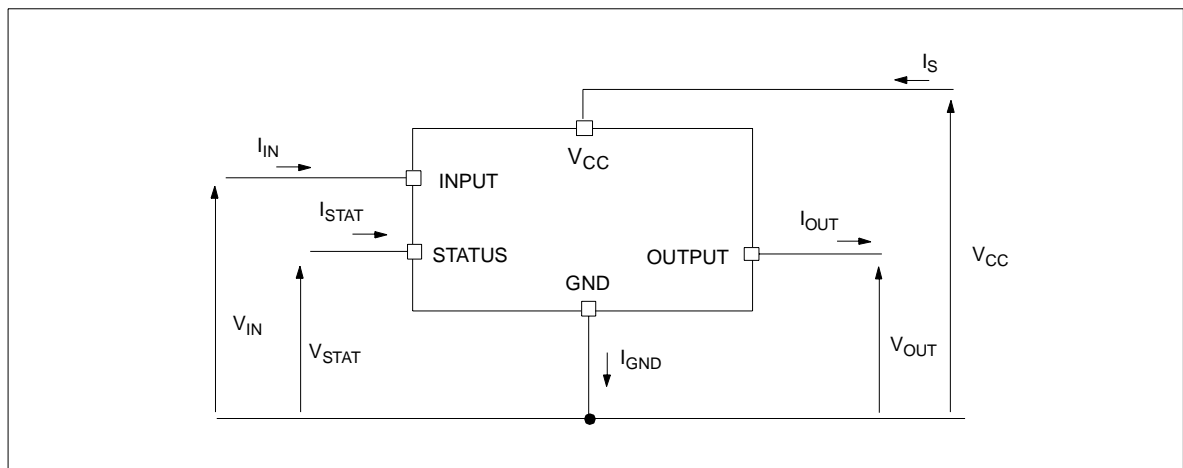 I_S
V_CC
I_IN
INPUT
I_STAT
STATUS
I_OUT
OUTPUT
V_CC
GND
V_IN
V_STAT
I_GND
V_OUT